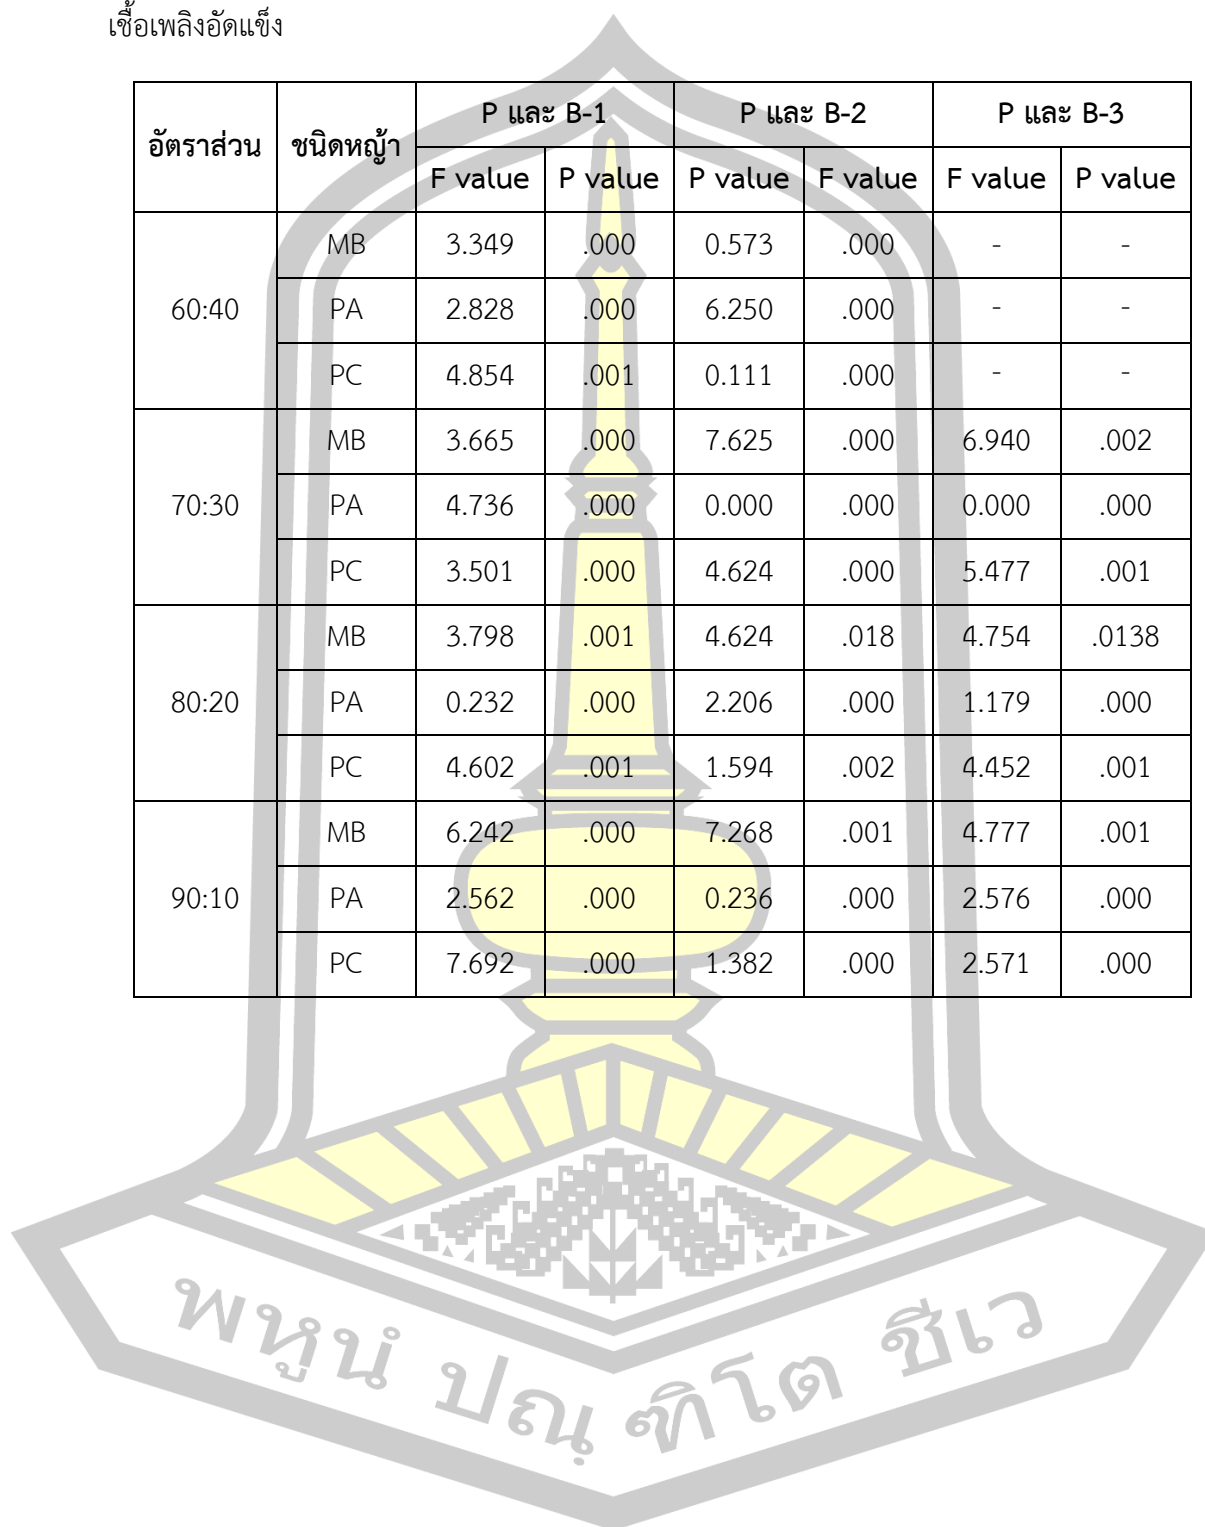 เชื้อเพลิงอัดแข็ง
อัตราส่วน ชนิดหญ้า P และ B-1 P และ B-2 P และ B-3
F value P value P value F value F value P value
60:40 MB 3.349 .000 0.573 .000 - -
PA 2.828 .000 6.250 .000 - -
PC 4.854 .001 0.111 .000 - -
70:30 MB 3.665 .000 7.625 .000 6.940 .002
PA 4.736 .000 0.000 .000 0.000 .000
PC 3.501 .000 4.624 .000 5.477 .001
80:20 MB 3.798 .001 4.624 .018 4.754 .0138
PA 0.232 .000 2.206 .000 1.179 .000
PC 4.602 .001 1.594 .002 4.452 .001
90:10 MB 6.242 .000 7.268 .001 4.777 .001
PA 2.562 .000 0.236 .000 2.576 .000
PC 7.692 .000 1.382 .000 2.571 .000
พหูนํ ปณฺฑิโต ชีเว